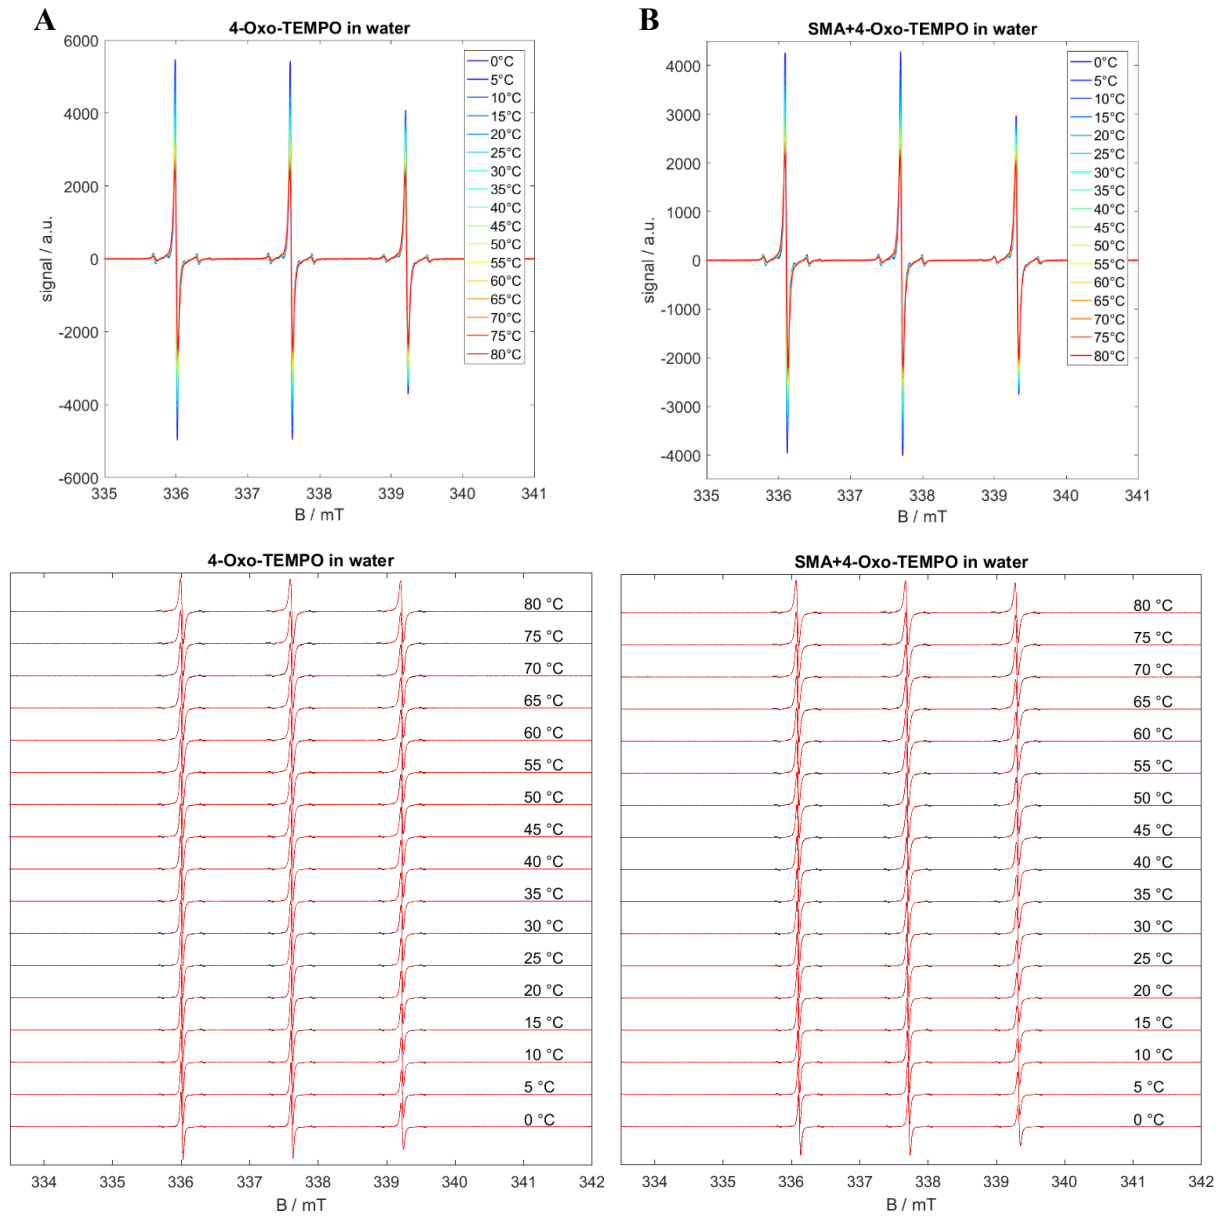 A
4-Oxo-TEMPO in water
signal / a.u.
6000
4000
2000
0
-2000
-4000
-6000
335
336
337
338
339
340
341
B / mT
0°C
5°C
10°C
15°C
20°C
25°C
30°C
35°C
40°C
45°C
50°C
55°C
60°C
65°C
70°C
75°C
80°C
B
SMA+4-Oxo-TEMPO in water
signal / a.u.
4000
3000
2000
1000
0
-1000
-2000
-3000
-4000
335
336
337
338
339
340
341
B / mT
0°C
5°C
10°C
15°C
20°C
25°C
30°C
35°C
40°C
45°C
50°C
55°C
60°C
65°C
70°C
75°C
80°C
4-Oxo-TEMPO in water
80 °C
75 °C
70 °C
65 °C
60 °C
55 °C
50 °C
45 °C
40 °C
35 °C
30 °C
25 °C
20 °C
15 °C
10 °C
5 °C
0 °C
334
335
336
337
338
339
340
341
342
B / mT
SMA+4-Oxo-TEMPO in water
80 °C
75 °C
70 °C
65 °C
60 °C
55 °C
50 °C
45 °C
40 °C
35 °C
30 °C
25 °C
20 °C
15 °C
10 °C
5 °C
0 °C
334
335
336
337
338
339
340
341
342
B / mT